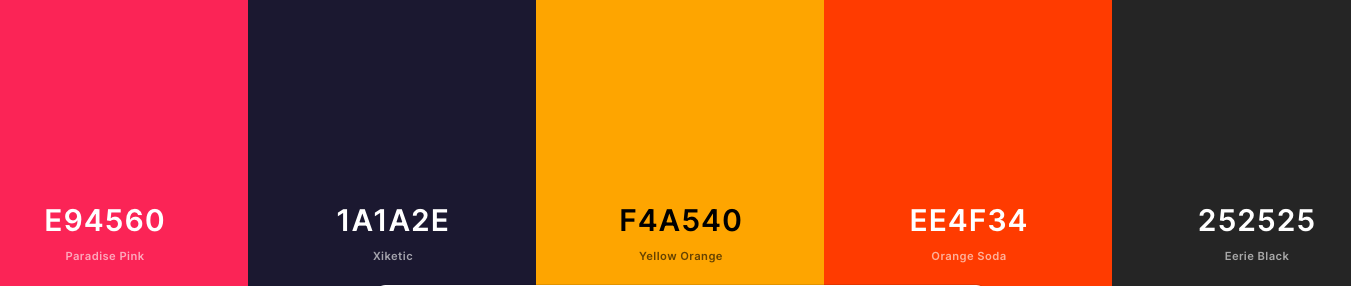 E94560
Paradise Pink
1A1A2E
Xiketic
F4A540
Yellow Orange
EE4F34
Orange Soda
252525
Eerie Black